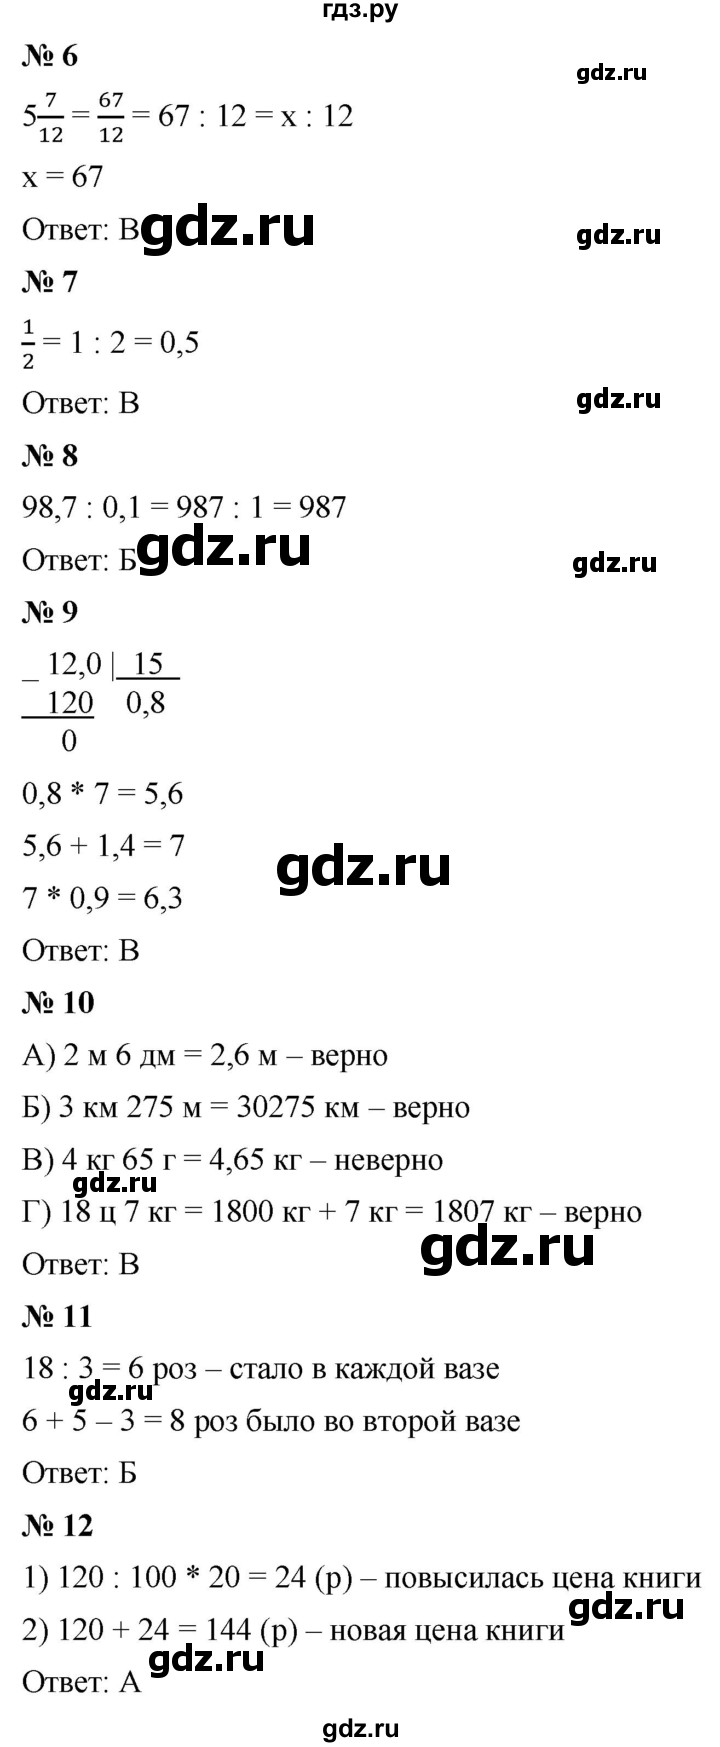 гдз.ру
№ 6
gdz.ru
5 7/12 = 67/12 = 67 : 12 = x : 12
x = 67
Ответ: В
gdz.ru
gdz.ru
№ 7
1/2 = 1 : 2 = 0,5
Ответ: В
gdz.ru
№ 8
98,7 : 0,1 = 987 : 1 = 987
Ответ: Б
gdz.ru
gdz.ru
№ 9
_ 12,0 | 15
120 0,8
0
0,8 * 7 = 5,6
5,6 + 1,4 = 7
gdz.ru
7 * 0,9 = 6,3
Ответ: В
№ 10
А) 2 м 6 дм = 2,6 м – верно
Б) 3 км 275 м = 30275 км – верно
В) 4 кг 65 г = 4,65 кг – неверно
gdz.ru
Г) 18 ц 7 кг = 1800 кг + 7 кг = 1807 кг – верно
gdz.ru
Ответ: В
№ 11
18 : 3 = 6 роз – стало в каждой вазе
gdz.ru
6 + 5 – 3 = 8 роз было во второй вазе
Ответ: Б
№ 12
1) 120 : 100 * 20 = 24 (р) – повысилась цена книги
gdz.ru
2) 120 + 24 = 144 (р) – новая цена книги
gdz.ru
Ответ: А
gdz.ru